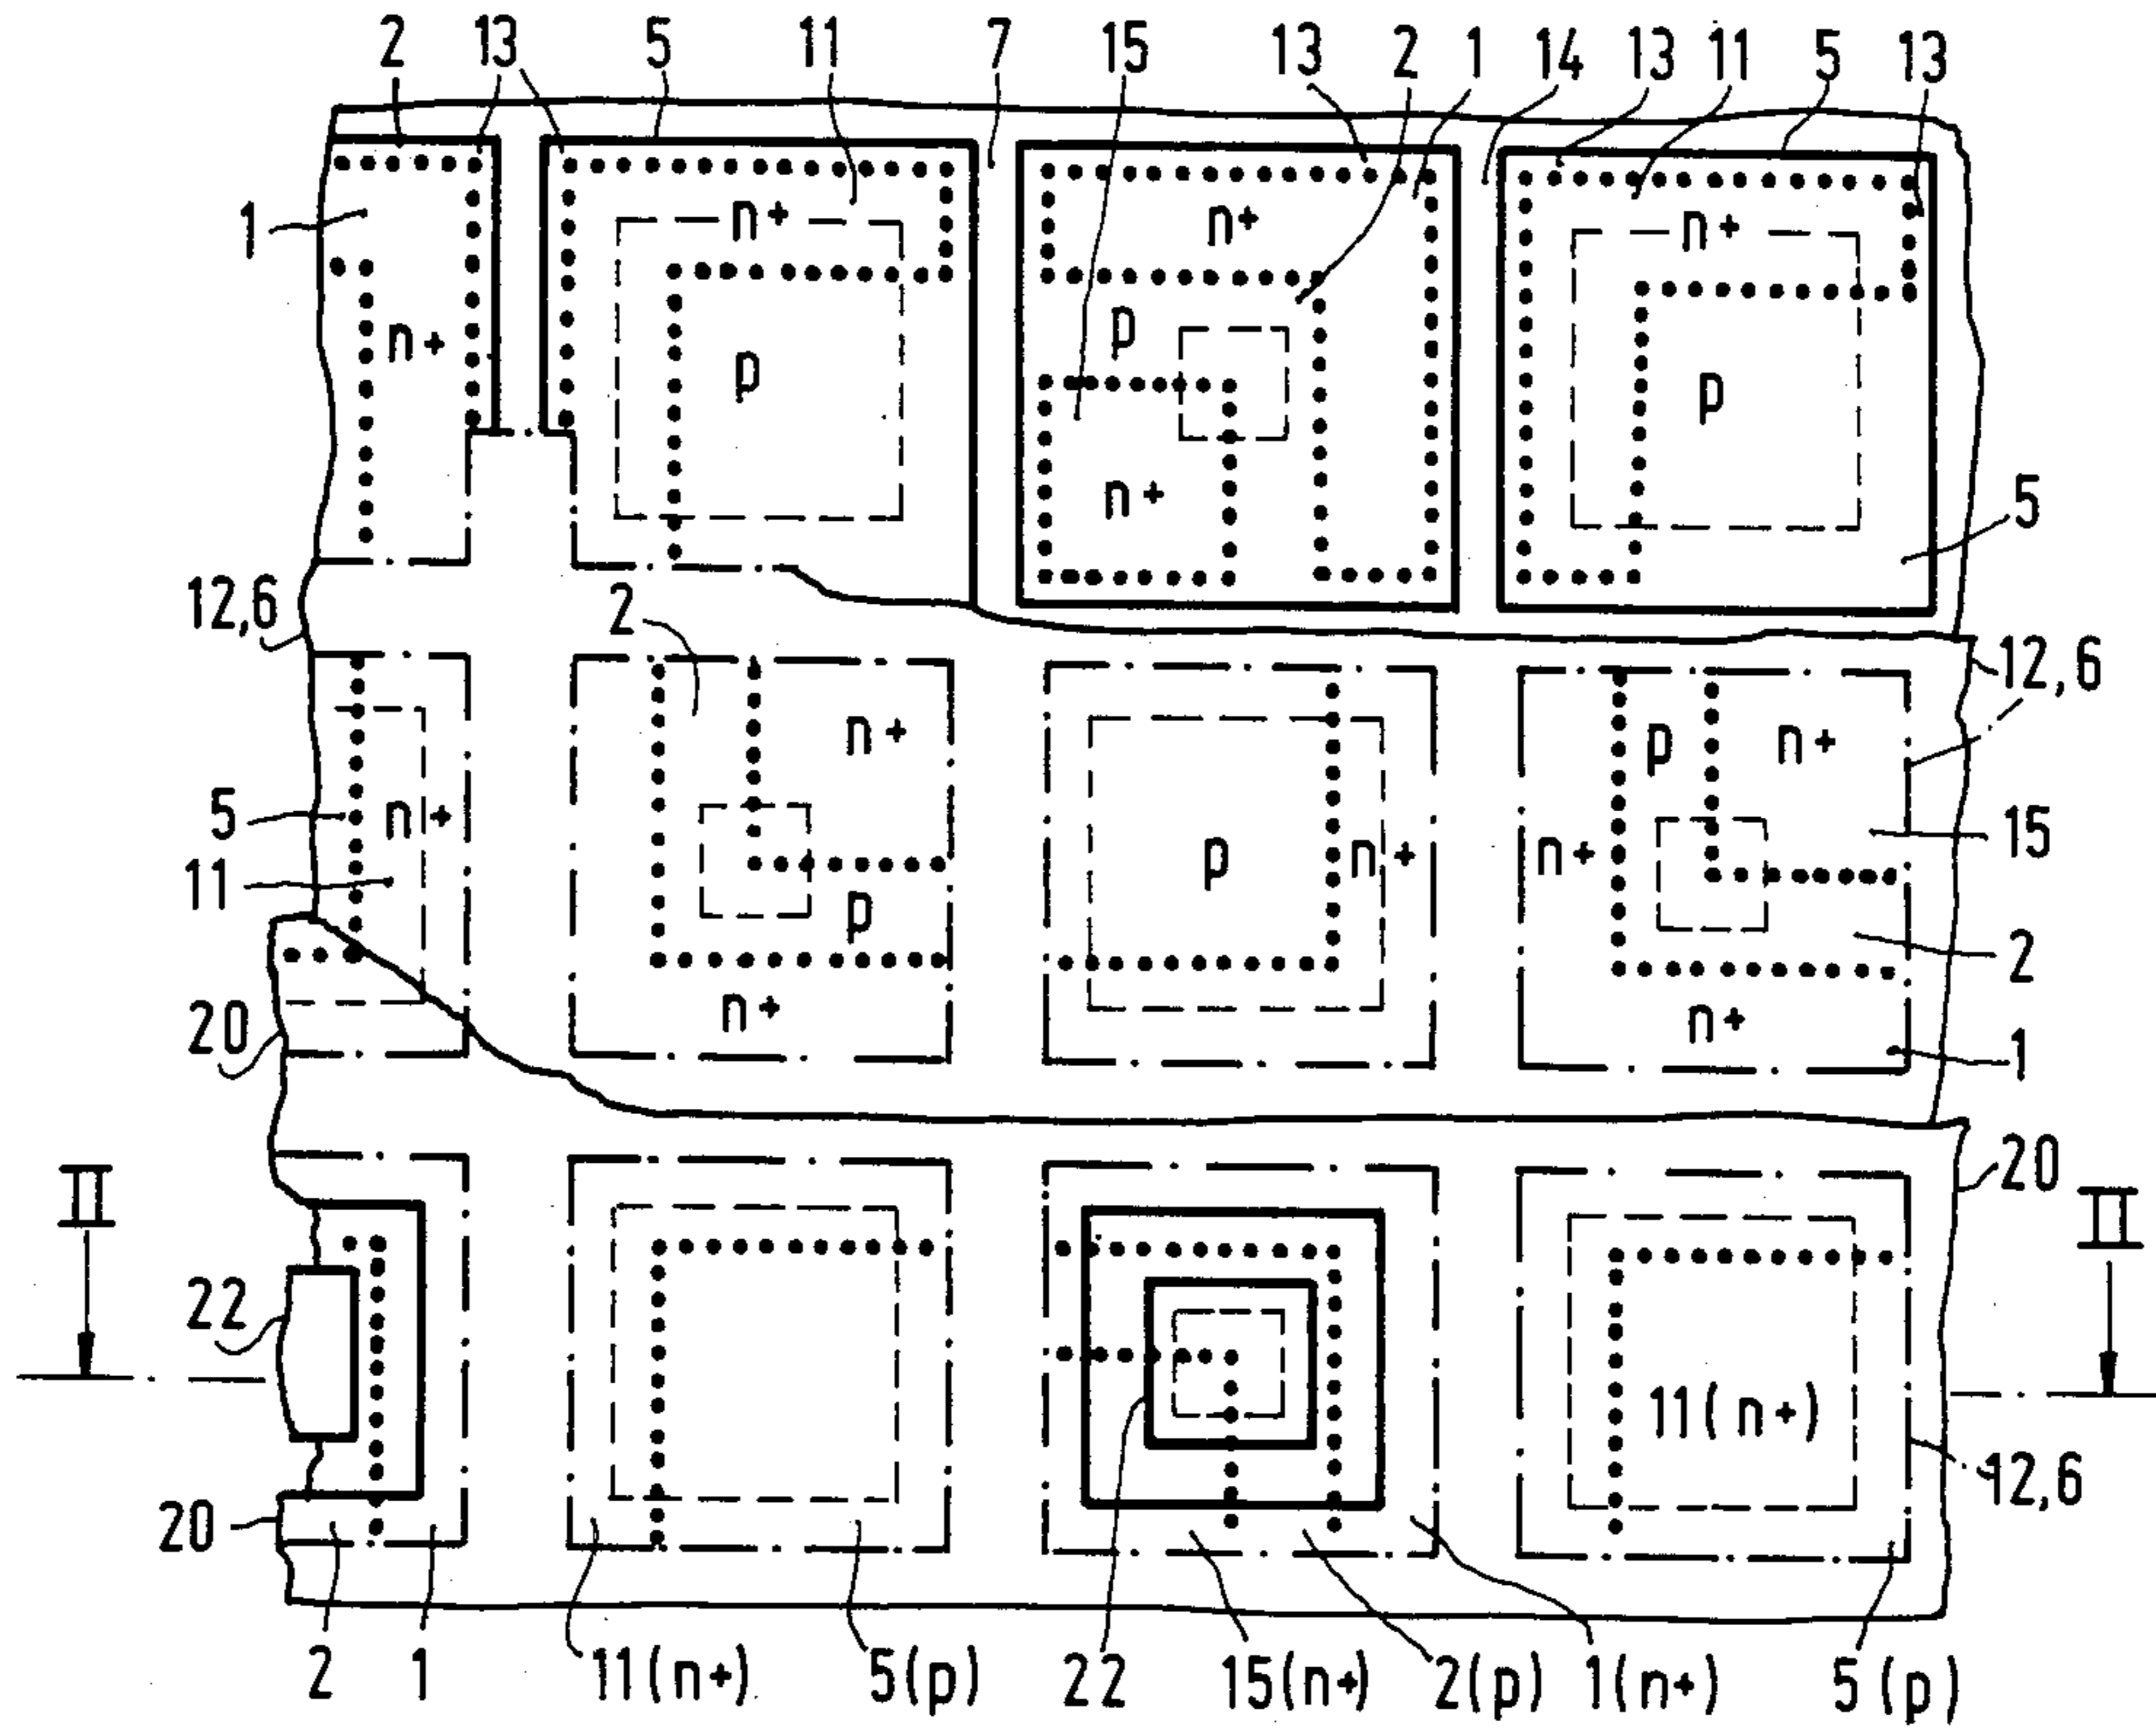 2 13 5 11 7 15 13 2 1 14 13 11 5 13
1 n+ n+ n+
n+ p p p
n+ 5
12,6 2
12,6
n+ p n+
5 n+ 15
11 p n+ n+
p 2
20 n+ n+ 1
II 20 II
22
11(n+)
20 12,6
2 1 11(n+) 5(p) 22 15(n+) 2(p) 1(n+) 5(p)